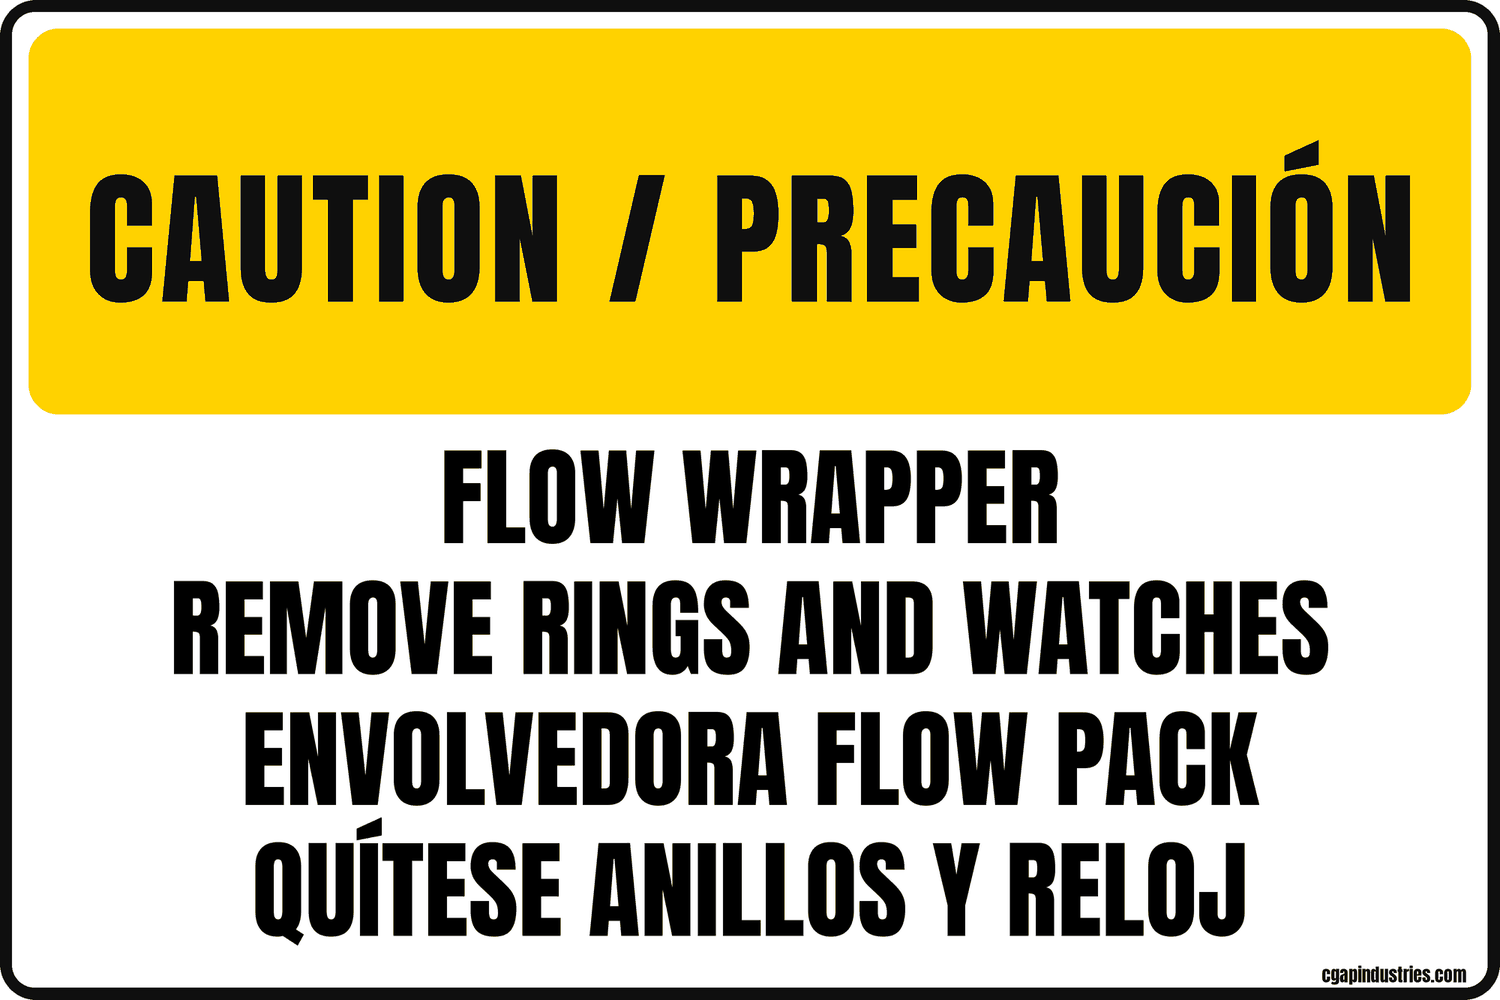 CAUTION / PRECAUCIÓN
FLOW WRAPPER
REMOVE RINGS AND WATCHES
ENVOLVEDORA FLOW PACK
QUÍTESE ANILLOS Y RELOJ
cgapindustries.com